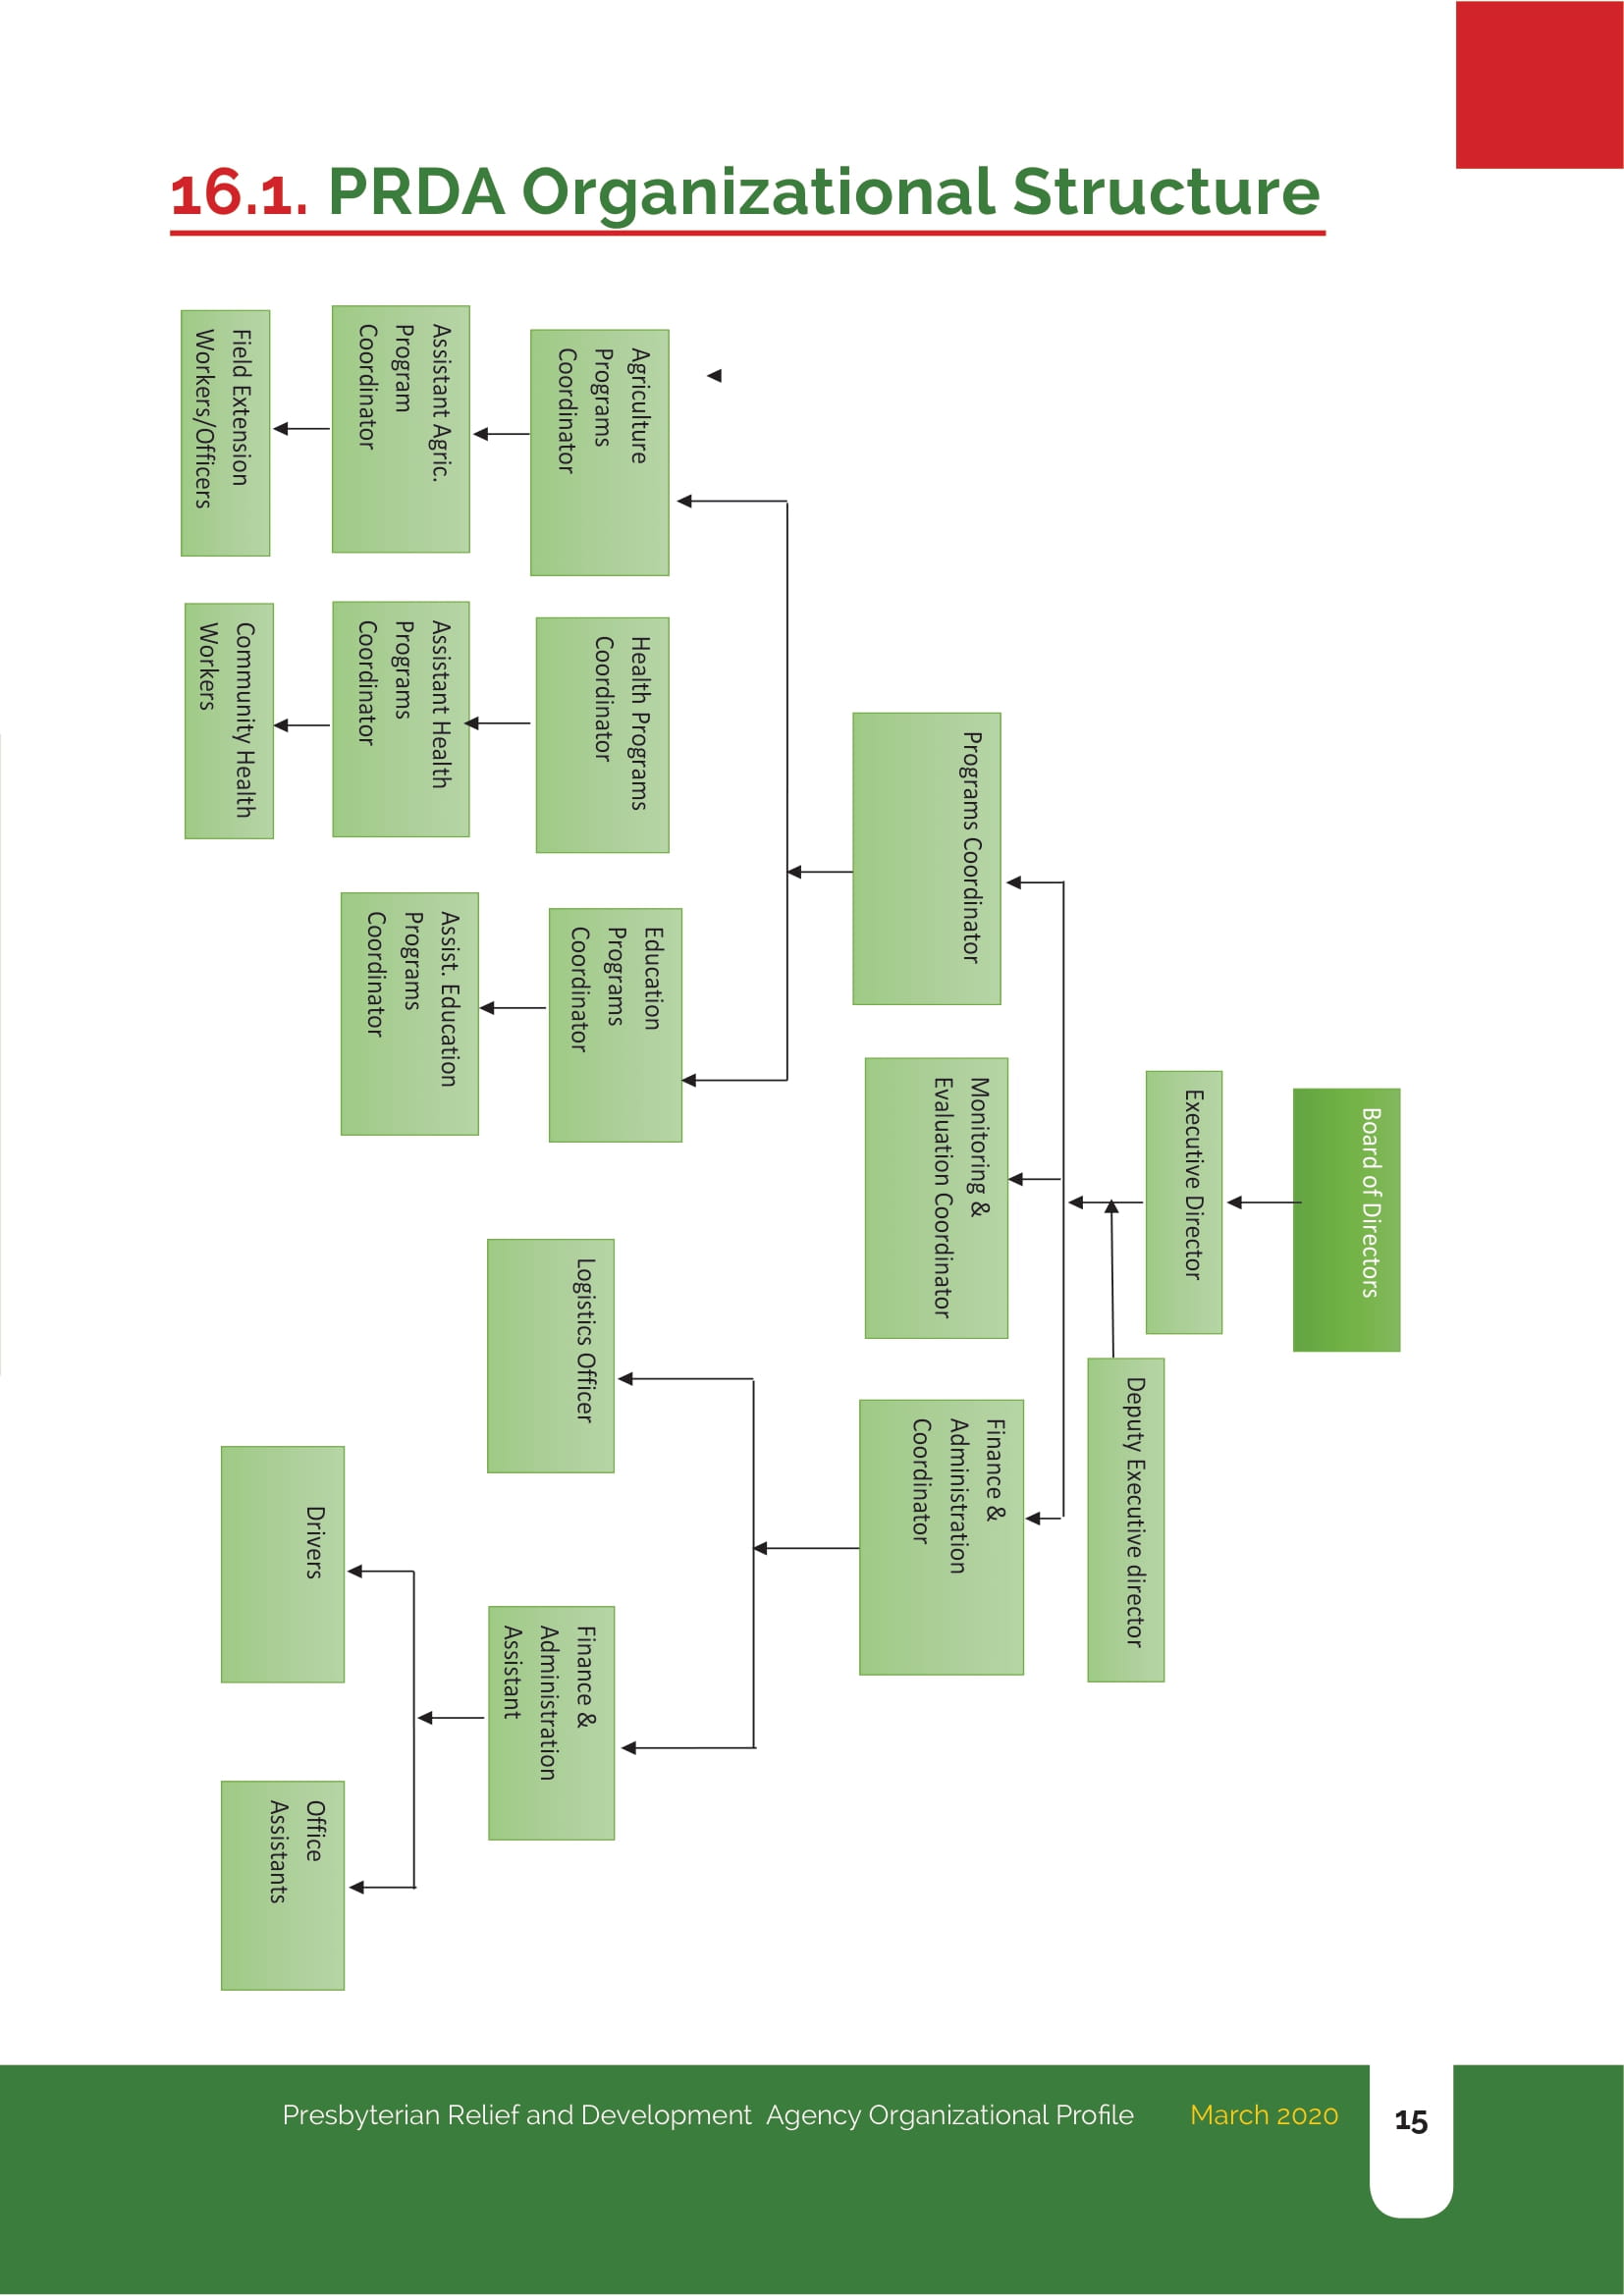 16.1. PRDA Organizational Structure
Board of Directors
Executive Director
Deputy Executive director
Programs Coordinator
Monitoring &
Evaluation Coordinator
Finance &
Administration
Coordinator
Agriculture
Programs
Coordinator
Health Programs
Coordinator
Education
Programs
Coordinator
Logistics Officer
Finance &
Administration
Assistant
Assistant Agric.
Program
Coordinator
Assistant Health
Programs
Coordinator
Assist. Education
Programs
Coordinator
Drivers
Office
Assistants
Field Extension
Workers/Officers
Community Health
Workers
Presbyterian Relief and Development Agency Organizational Profile March 2020 15